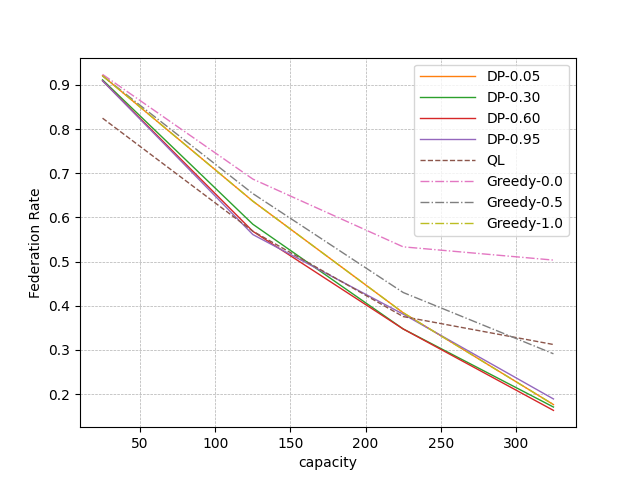 0.9
0.8
0.7
0.6
0.5
0.4
0.3
0.2
Federation Rate
50
100
150
200
250
300
capacity
DP-0.05
DP-0.30
DP-0.60
DP-0.95
QL
Greedy-0.0
Greedy-0.5
Greedy-1.0